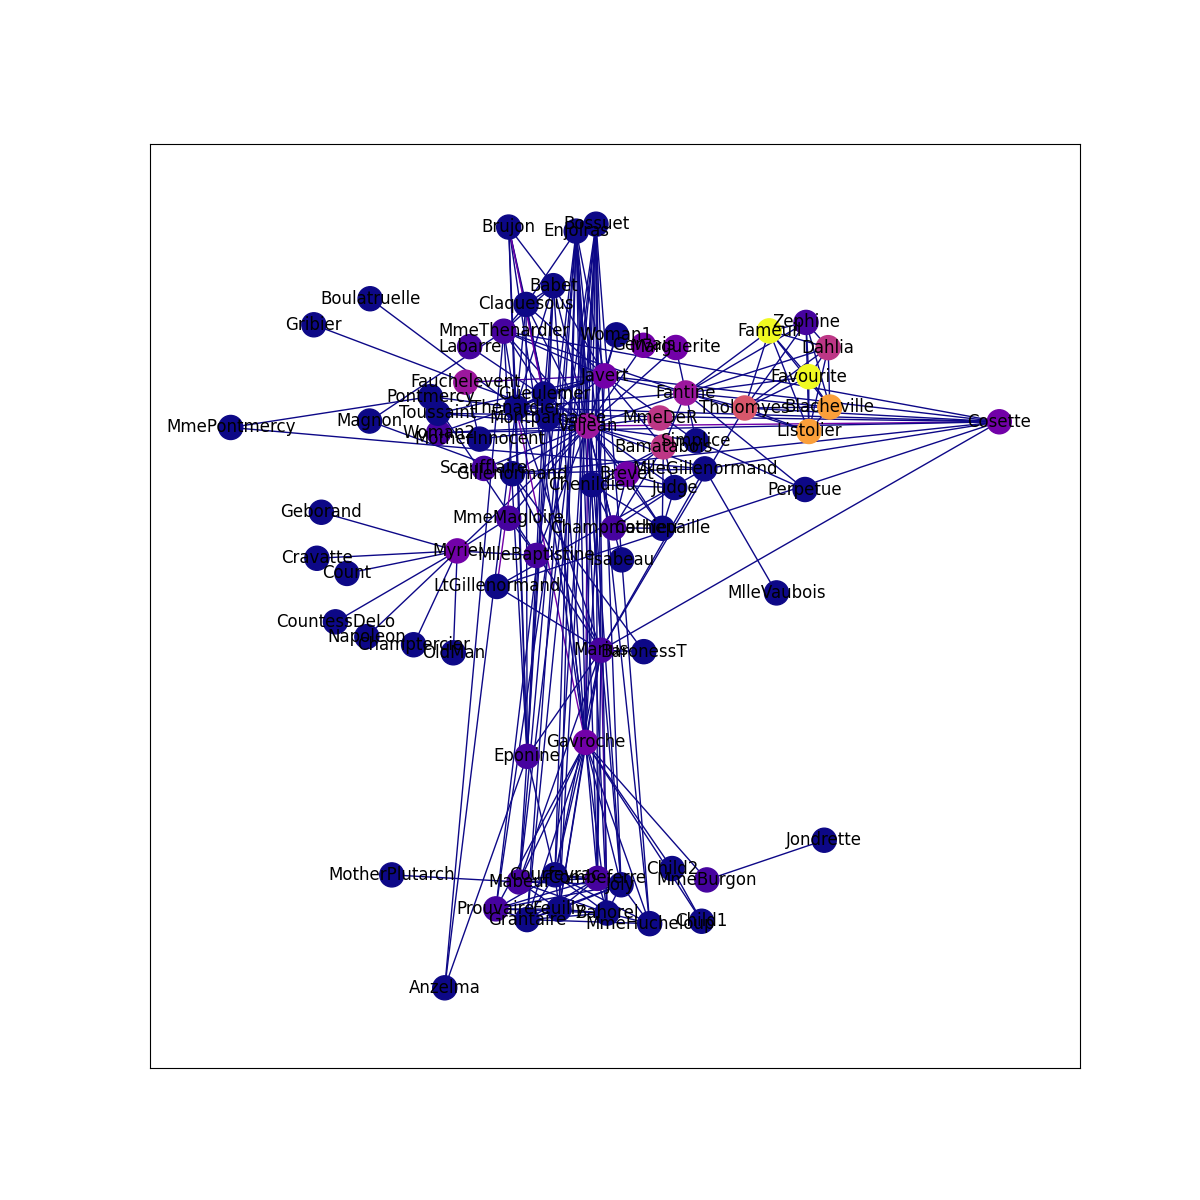 Brujon
Bossuet
Enjolras
Babet
Boulatruelle
Claquesous
Gribier
Zephine
MmeThenardier
Fameuil
Woman1
Labarre
Gervais
Marguerite
Dahlia
Javert
Favourite
Fauchelevent
Gueulemer
Fantine
Pontmercy
Thenardier
Tholomyes
Blacheville
Toussaint
MmeDeR
Magnon
Cosette
MmePontmercy
Valjean
Woman2
Listolier
MotherInnocent
Simplice
Bamatabois
Scaufflaire
MlleGillenormand
Gillenormand
Brevet
Chenildieu
Judge
Perpetue
Geborand
MmeMagloire
Champmathieu
Cochepaille
Myriel
MlleBaptistine
Cravatte
Isabeau
Count
LtGillenormand
MlleVaubois
CountessDeLo
Napoleon
Champtercier
OldMan
Marius
BaronessT
Gavroche
Eponine
Jondrette
Child2
MotherPlutarch
Courfeyrac
Combeferre
MmeBurgon
Mabeuf
Joly
Prouvaire
Feuilly
Bahorel
Grantaire
MmeHucheloup
Child1
Anzelma